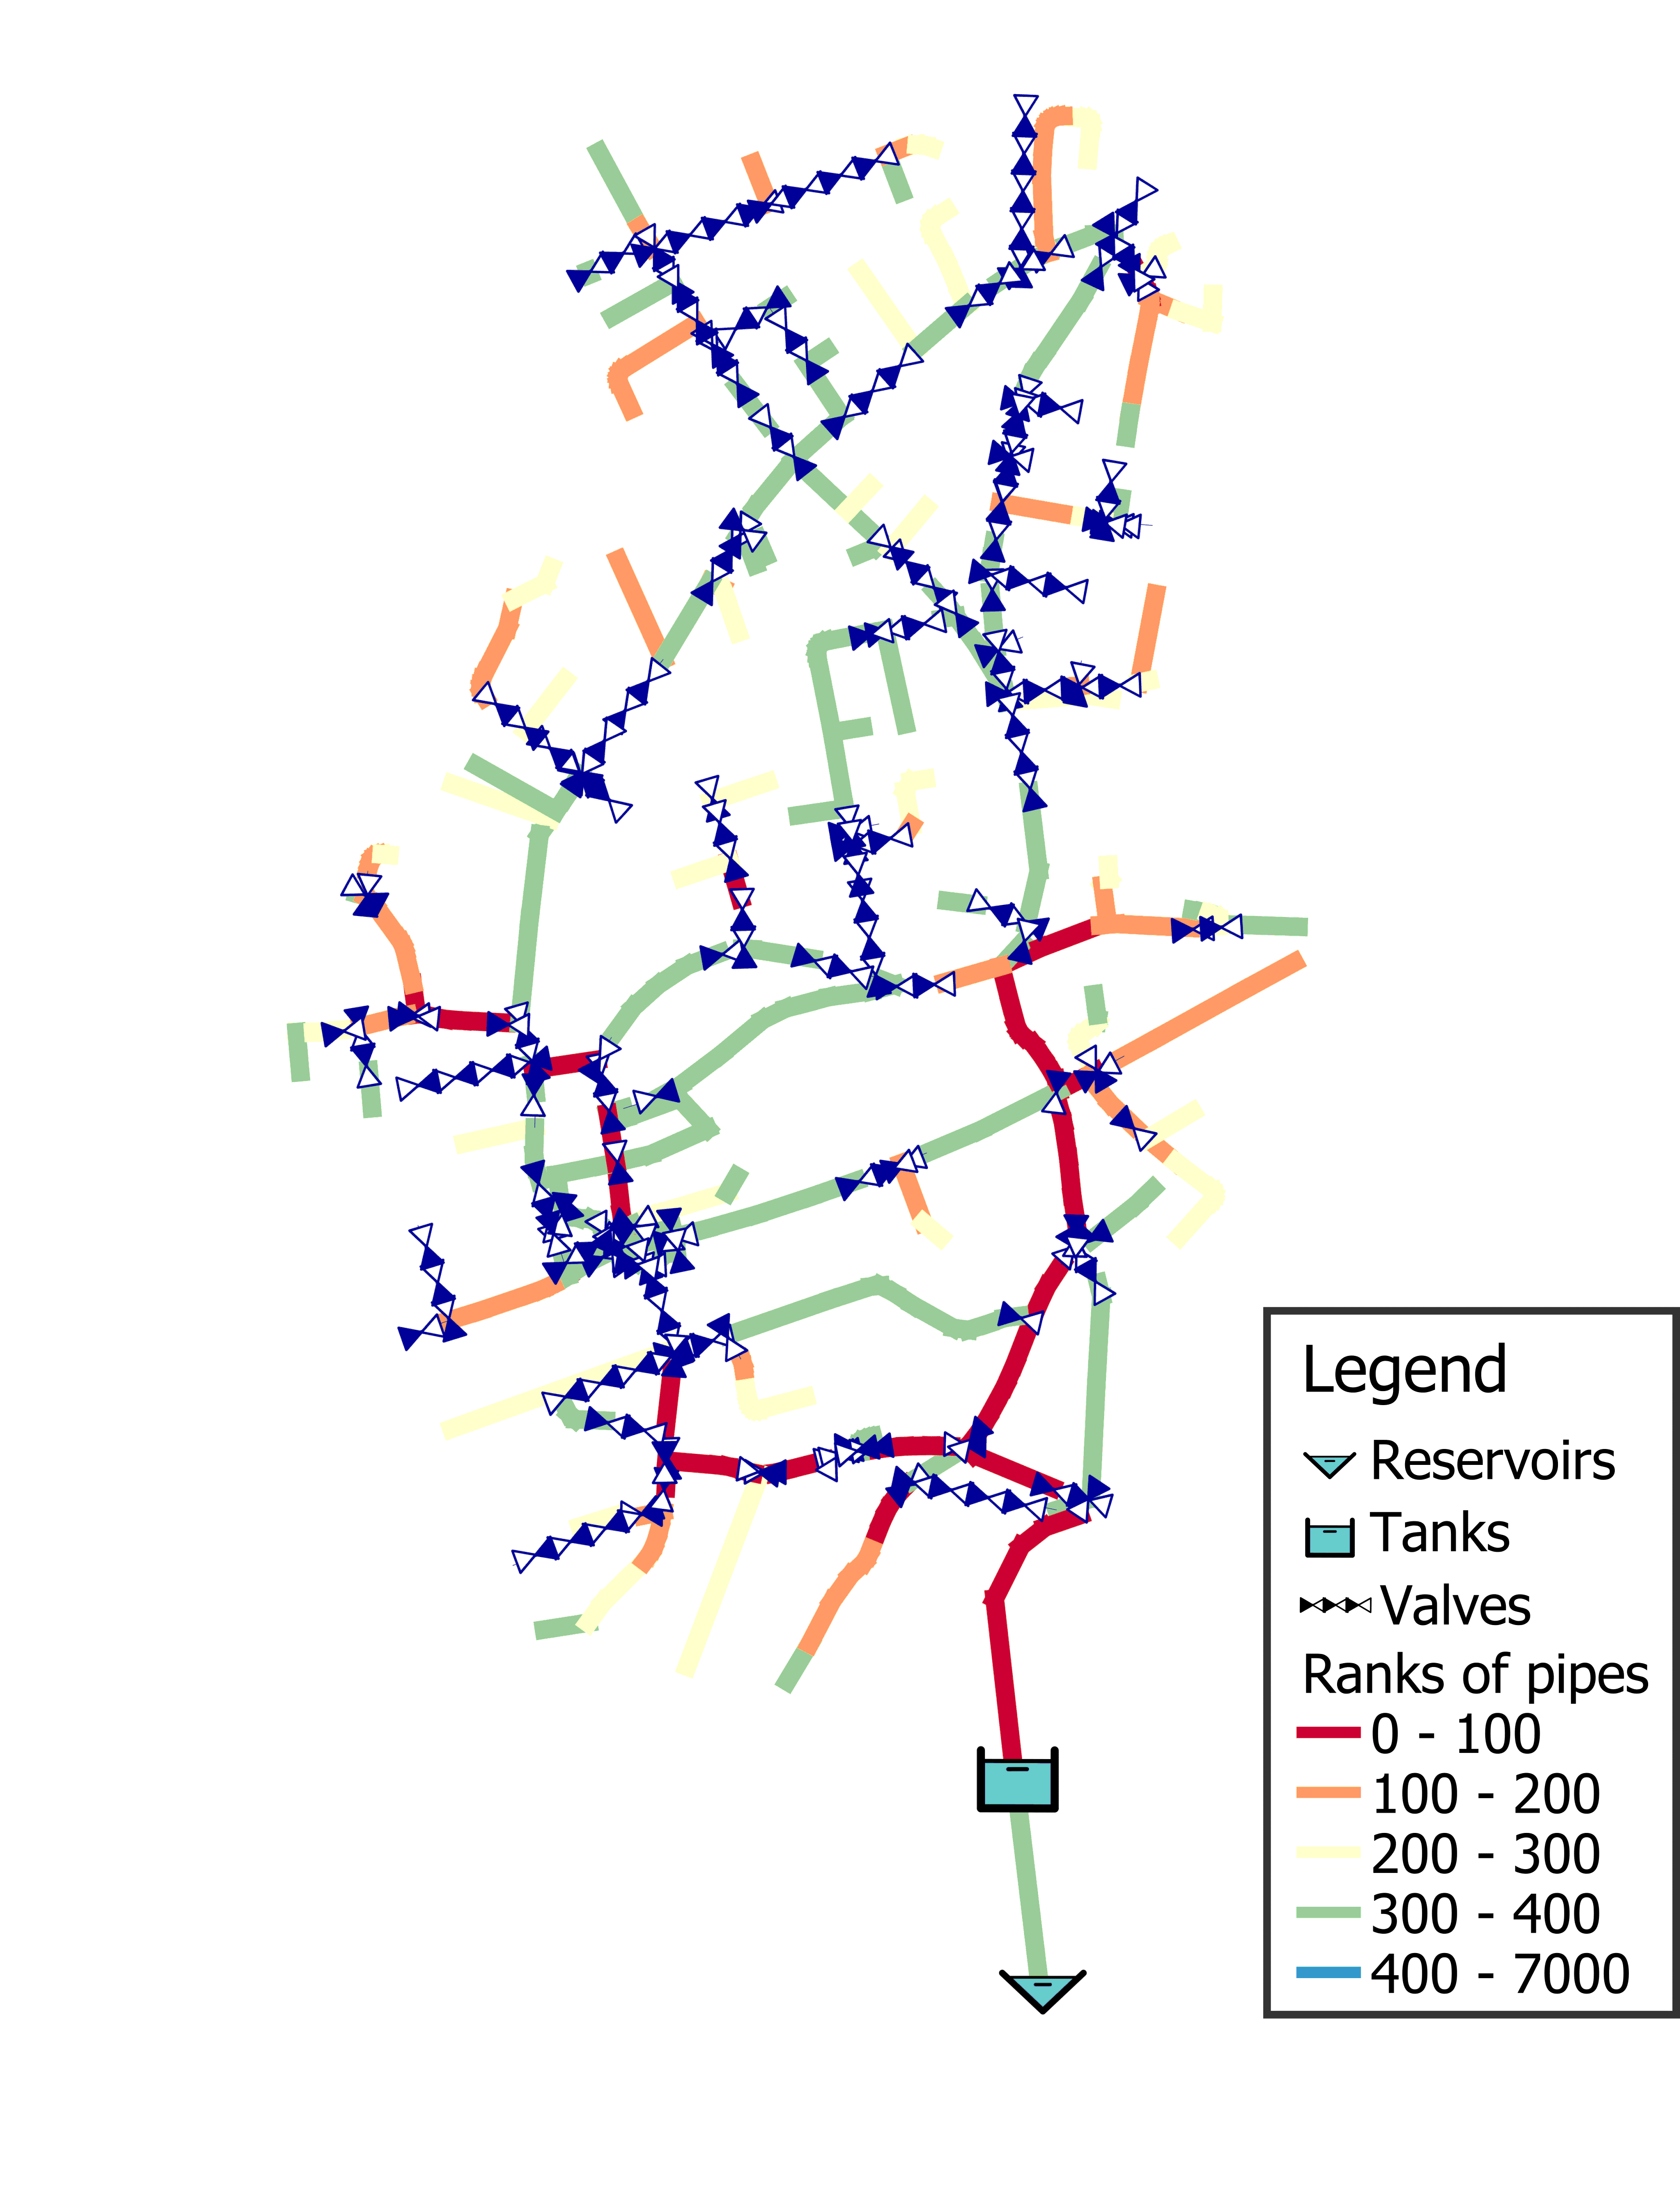 Legend
Reservoirs
Tanks
Valves
Ranks of pipes
0 - 100
100 - 200
200 - 300
300 - 400
400 - 7000